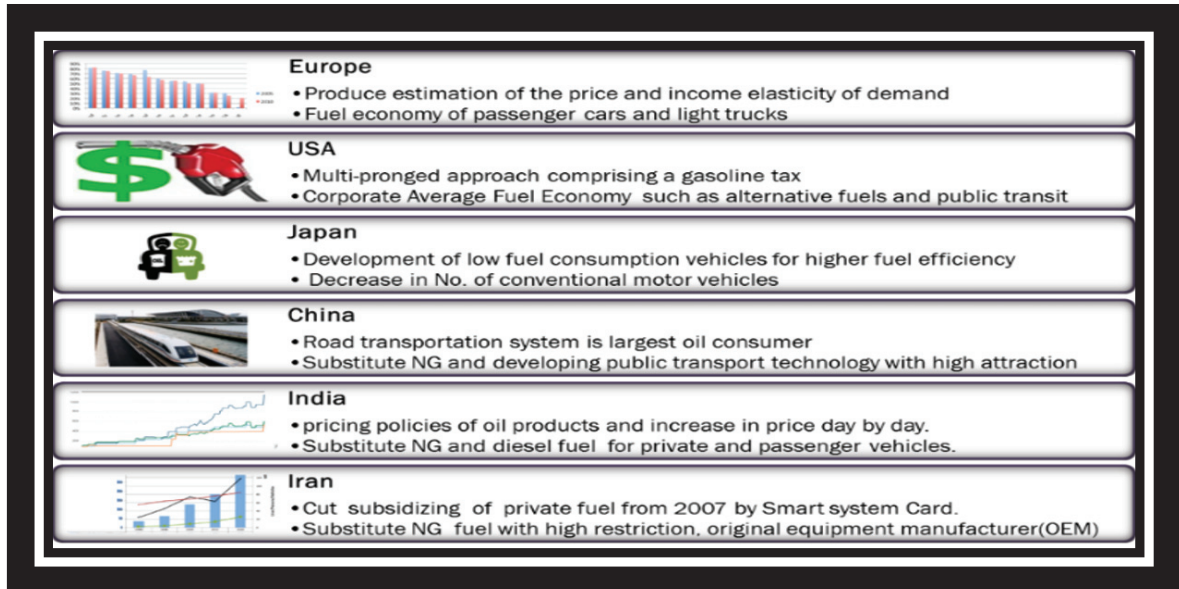 Europe
•Produce estimation of the price and income elasticity of demand
•Fuel economy of passenger cars and light trucks
USA
•Multi-pronged approach comprising a gasoline tax
•Corporate Average Fuel Economy such as alternative fuels and public transit
Japan
•Development of low fuel consumption vehicles for higher fuel efficiency
• Decrease in No. of conventional motor vehicles
China
•Road transportation system is largest oil consumer
•Substitute NG and developing public transport technology with high attraction
India
•pricing policies of oil products and increase in price day by day.
•Substitute NG and diesel fuel for private and passenger vehicles.
Iran
•Cut subsidizing of private fuel from 2007 by Smart system Card.
•Substitute NG fuel with high restriction, original equipment manufacturer(OEM)